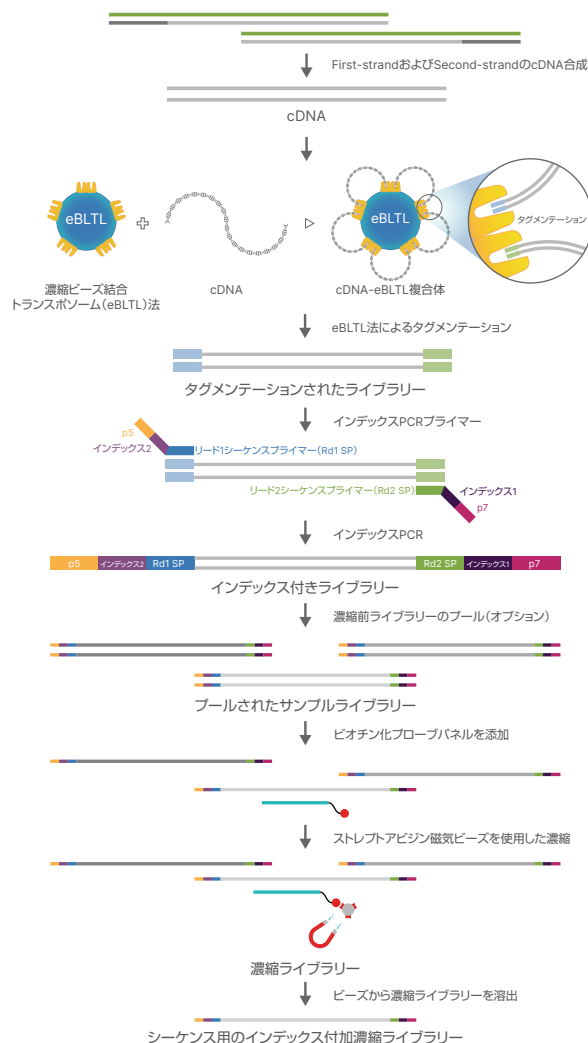 First-strandおよびSecond-strandのcDNA合成
cDNA
eBLTL
eBLTL
タグメンテーション
濃縮ビーズ結合
トランスポソーム(eBLTL)法
cDNA
cDNA-eBLTL複合体
eBLTL法によるタグメンテーション
タグメンテーションされたライブラリー
インデックスPCRプライマー
p5
インデックス2
リード1シーケンスプライマー(Rd1 SP)
リード2シーケンスプライマー(Rd2 SP)
インデックス1
p7
インデックスPCR
p5 インデックス2 Rd1 SP Rd2 SP インデックス1 p7
インデックス付きライブラリー
濃縮前ライブラリーのプール(オプション)
プールされたサンプルライブラリー
ビオチン化プローブパネルを添加
ストレプトアビジン磁気ビーズを使用した濃縮
濃縮ライブラリー
ビーズから濃縮ライブラリーを溶出
シーケンス用のインデックス付加濃縮ライブラリー